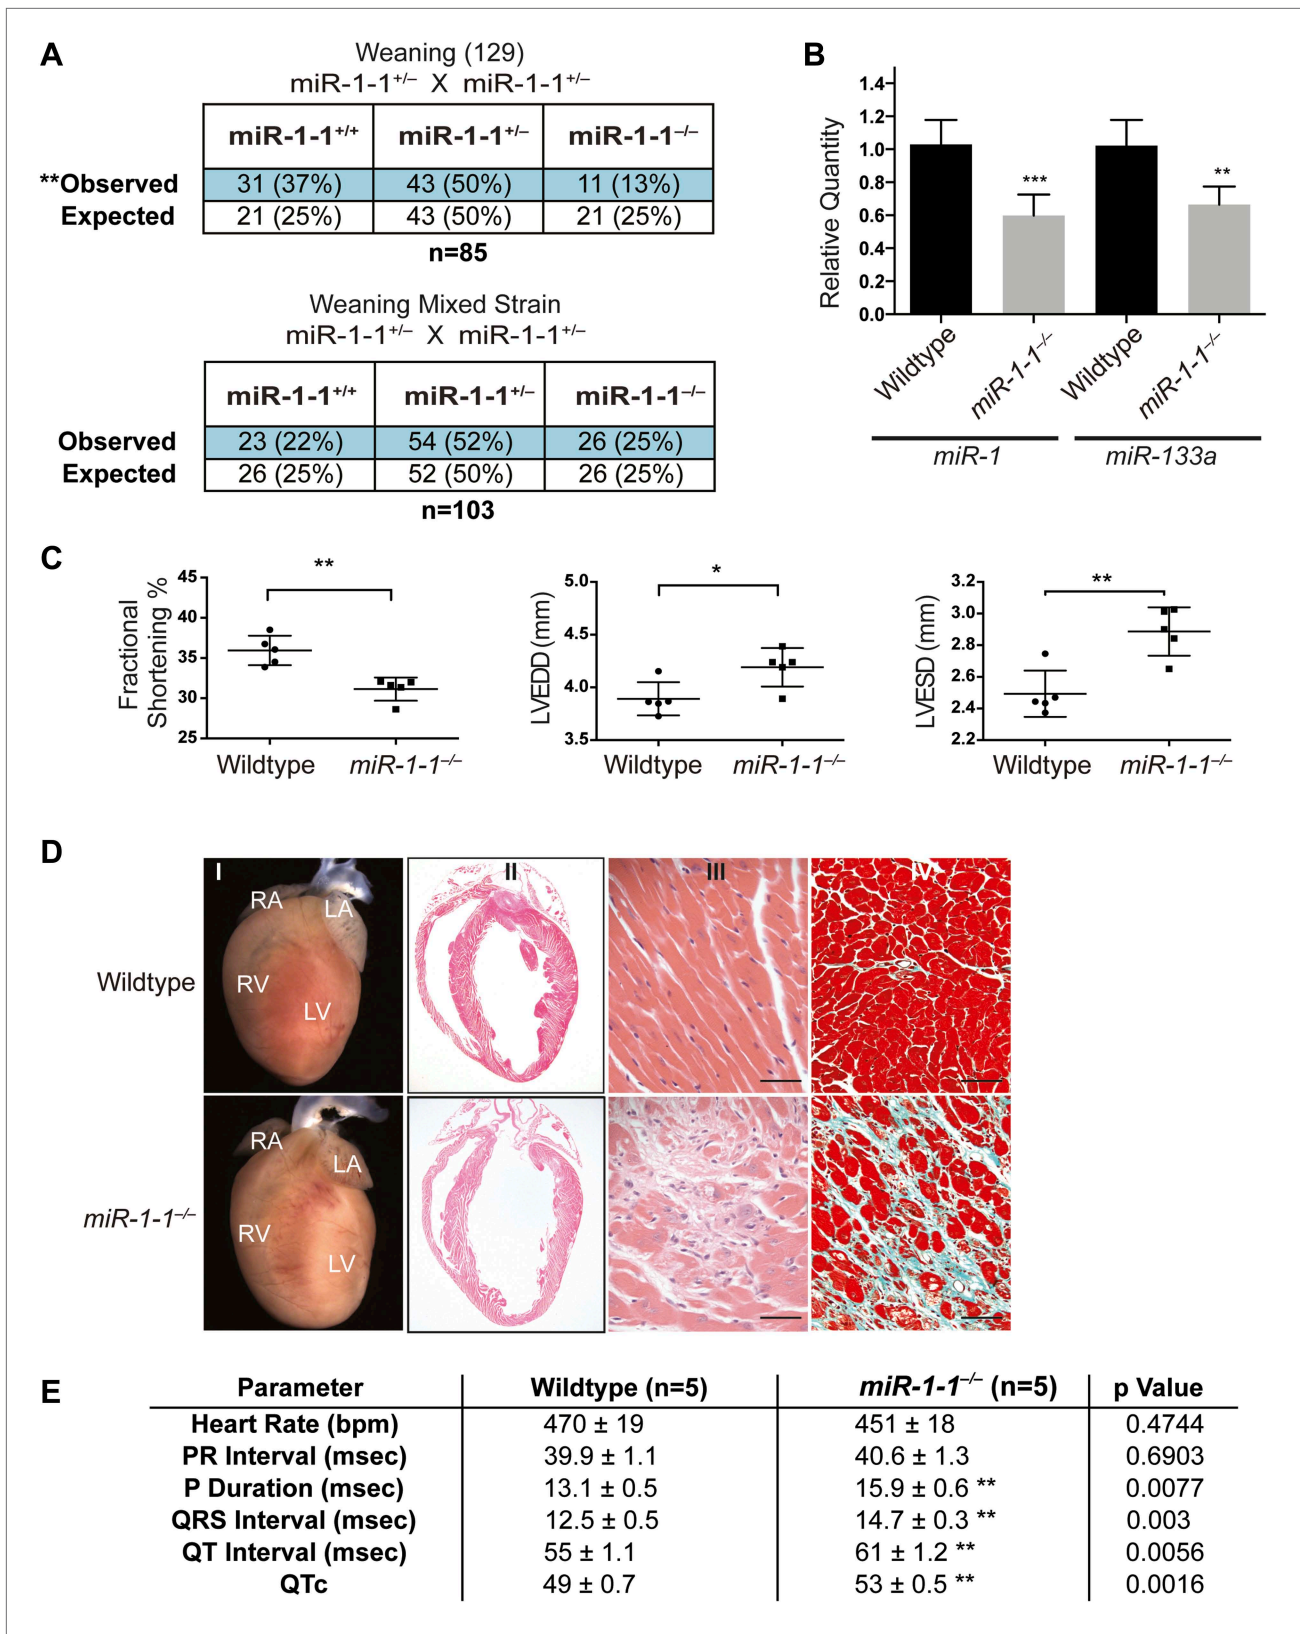 A
Weaning (129)
miR-1-1+/– X miR-1-1+/–
miR-1-1+/+ miR-1-1+/– miR-1-1–/–
**Observed 31 (37%) 43 (50%) 11 (13%)
Expected 21 (25%) 43 (50%) 21 (25%)
n=85
Weaning Mixed Strain
miR-1-1+/– X miR-1-1+/–
miR-1-1+/+ miR-1-1+/– miR-1-1–/–
Observed 23 (22%) 54 (52%) 26 (25%)
Expected 26 (25%) 52 (50%) 26 (25%)
n=103
B
Relative Quantity
1.4
1.2
1.0
0.8
0.6
0.4
0.2
0.0
*** **
Wildtype miR-1-1–/– Wildtype miR-1-1–/–
miR-1 miR-133a
C
Fractional
Shortening %
45
40
35
30
25
**
Wildtype miR-1-1–/–
LVEDD (mm)
5.0
4.5
4.0
3.5
*
Wildtype miR-1-1–/–
LVESD (mm)
3.2
3.0
2.8
2.6
2.4
2.2
**
Wildtype miR-1-1–/–
D
I II III IV
Wildtype
RA LA
RV
LV
miR-1-1–/–
RA LA
RV
LV
E
Parameter Wildtype (n=5) miR-1-1–/– (n=5) p Value
Heart Rate (bpm) 470 ± 19 451 ± 18 0.4744
PR Interval (msec) 39.9 ± 1.1 40.6 ± 1.3 0.6903
P Duration (msec) 13.1 ± 0.5 15.9 ± 0.6 ** 0.0077
QRS Interval (msec) 12.5 ± 0.5 14.7 ± 0.3 ** 0.003
QT Interval (msec) 55 ± 1.1 61 ± 1.2 ** 0.0056
QTc 49 ± 0.7 53 ± 0.5 ** 0.0016